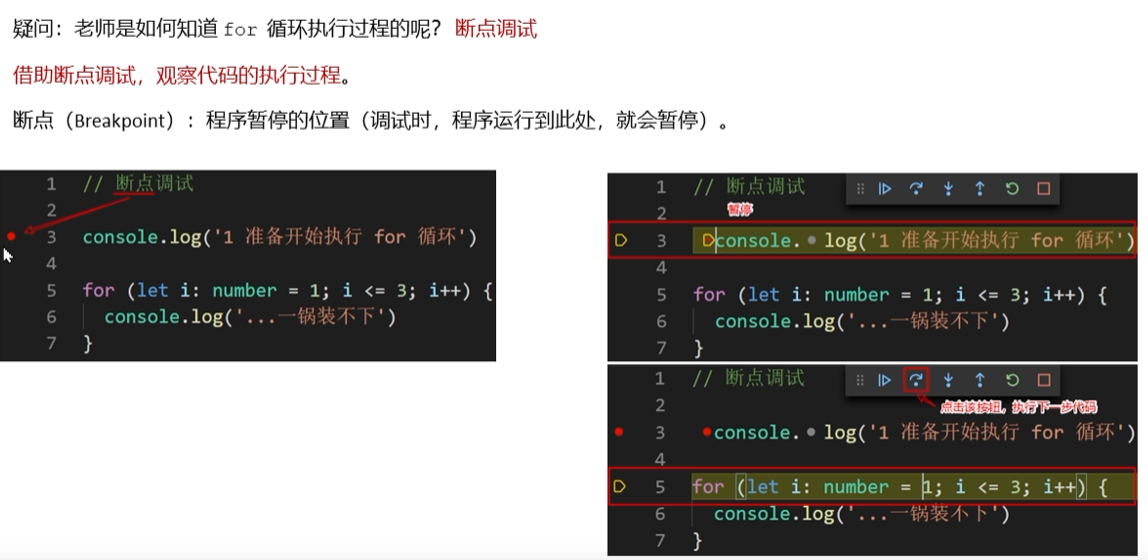 疑问：老师是如何知道 for 循环执行过程的呢？断点调试
借助断点调试，观察代码的执行过程。
断点（Breakpoint）：程序暂停的位置（调试时，程序运行到此处，就会暂停）。
1 // 断点调试
2
3 console.log('1 准备开始执行 for 循环')
4
5 for (let i: number = 1; i <= 3; i++) {
6 console.log('...一锅装不下')
7 }
1 // 断点调试
2 暂停
3 console. log('1 准备开始执行 for 循环')
4
5 for (let i: number = 1; i <= 3; i++) {
6 console.log('...一锅装不下')
7 }
1 // 断点调试
2 点击该按钮，执行下一步代码
3 console. log('1 准备开始执行 for 循环')
4
5 for (let i: number = 1; i <= 3; i++) {
6 console.log('...一锅装不下')
7 }